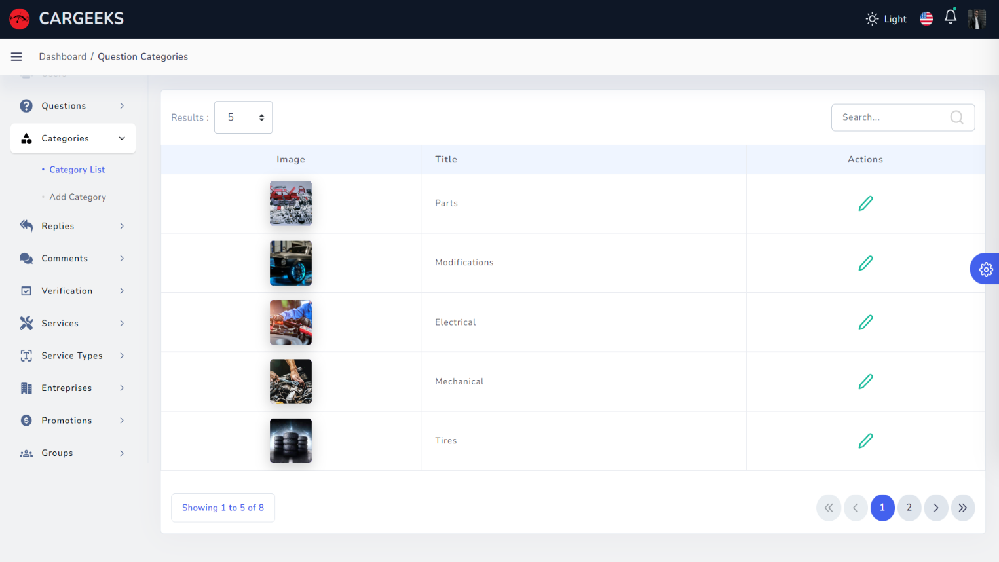 CARGEEKS
Light
Dashboard / Question Categories
Questions
Categories
Category List
Add Category
Replies
Comments
Verification
Services
Service Types
Entreprises
Promotions
Groups
Results : 5
Search...
Image Title Actions
Parts
Modifications
Electrical
Mechanical
Tires
Showing 1 to 5 of 8
1 2